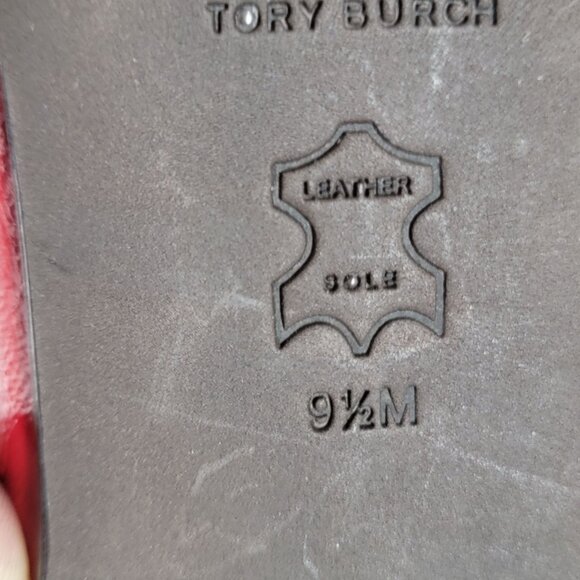 TORY BURCH
LEATHER
SOLE
9½M